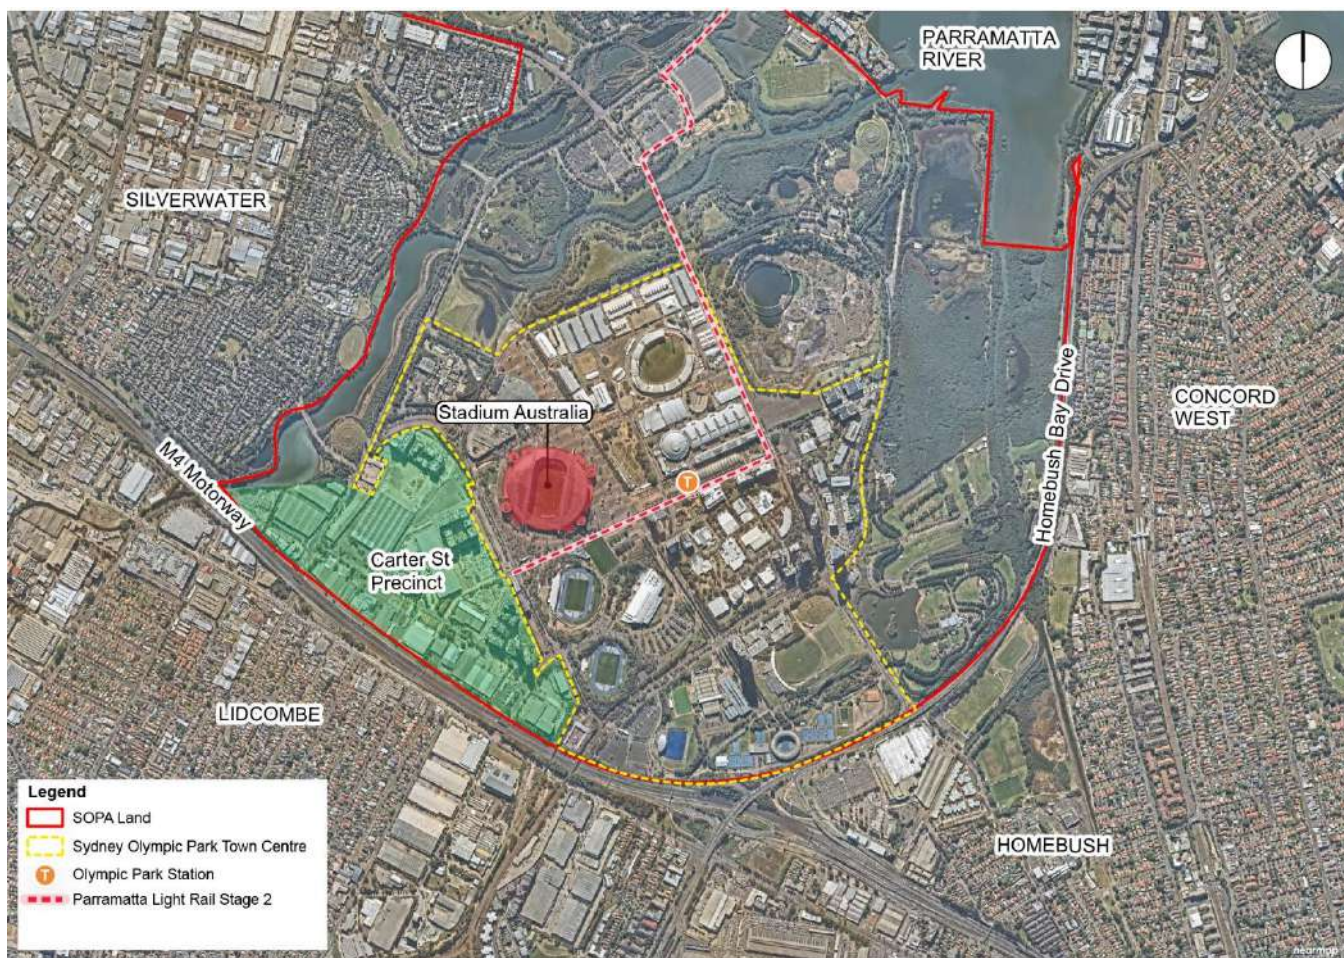 PARRAMATTA
RIVER
SILVERWATER
CONCORD
WEST
Stadium Australia
Homebush Bay Drive
M4 Motorway
T
Carter St
Precinct
LIDCOMBE
HOMEBUSH
Legend
SOPA Land
Sydney Olympic Park Town Centre
T
Olympic Park Station
Parramatta Light Rail Stage 2
nearmap